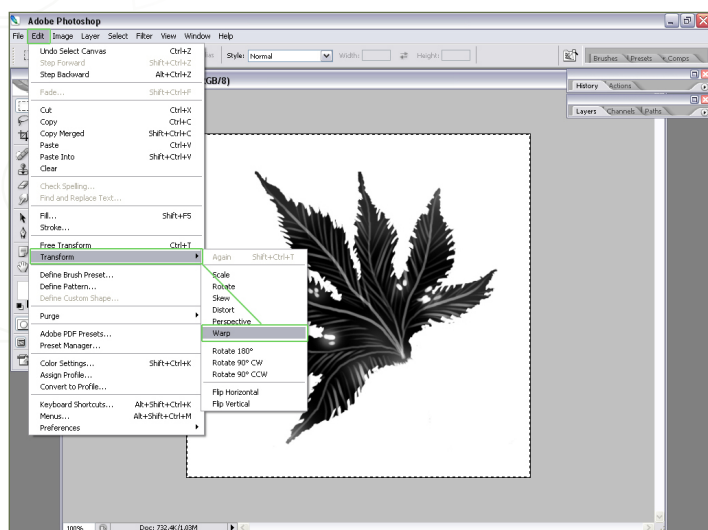 Adobe Photoshop
File Edit Image Layer Select Filter View Window Help
Style: Normal Width: Height:
Brushes Presets Comps
Undo Select Canvas Ctrl+Z
Step Forward Shift+Ctrl+Z
Step Backward Alt+Ctrl+Z
GB/8)
History Actions
Fade... Shift+Ctrl+F
Cut Ctrl+X
Layers Channels Paths
Copy Ctrl+C
Copy Merged Shift+Ctrl+C
Paste Ctrl+V
Paste Into Shift+Ctrl+V
Clear
Check Spelling...
Find and Replace Text...
Fill... Shift+F5
Stroke...
Free Transform Ctrl+T
Transform
Again Shift+Ctrl+T
Define Brush Preset...
Scale
Define Pattern...
Rotate
Define Custom Shape...
Skew
Distort
Purge
Perspective
Adobe PDF Presets...
Warp
Preset Manager...
Rotate 180°
Color Settings... Shift+Ctrl+K
Rotate 90° CW
Assign Profile...
Rotate 90° CCW
Convert to Profile...
Flip Horizontal
Keyboard Shortcuts... Alt+Shift+Ctrl+K
Flip Vertical
Menus... Alt+Shift+Ctrl+M
Preferences
100% Doc: 732.4K/1.03M